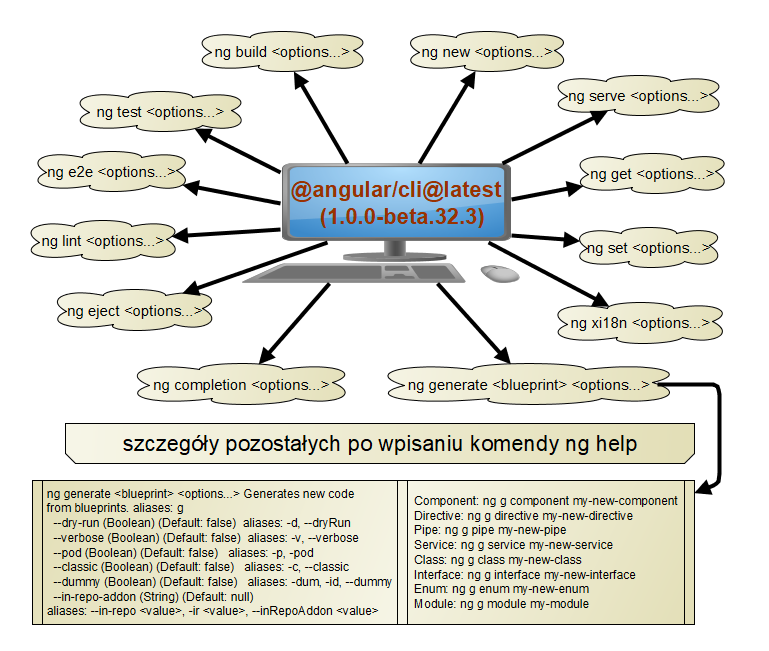 ng build <options...>
ng new <options...>
ng test <options...>
ng serve <options...>
ng e2e <options...>
ng get <options...>
@angular/cli@latest
(1.0.0-beta.32.3)
ng lint <options...>
ng set <options...>
ng eject <options...>
ng xi18n <options...>
ng completion <options...>
ng generate <blueprint> <options...>
szczegóły pozostałych po wpisaniu komendy ng help
ng generate <blueprint> <options...> Generates new code
from blueprints. aliases: g
--dry-run (Boolean) (Default: false) aliases: -d, --dryRun
--verbose (Boolean) (Default: false) aliases: -v, --verbose
--pod (Boolean) (Default: false) aliases: -p, -pod
--classic (Boolean) (Default: false) aliases: -c, --classic
--dummy (Boolean) (Default: false) aliases: -dum, -id, --dummy
--in-repo-addon (String) (Default: null)
aliases: --in-repo <value>, -ir <value>, --inRepoAddon <value>
Component: ng g component my-new-component
Directive: ng g directive my-new-directive
Pipe: ng g pipe my-new-pipe
Service: ng g service my-new-service
Class: ng g class my-new-class
Interface: ng g interface my-new-interface
Enum: ng g enum my-new-enum
Module: ng g module my-module